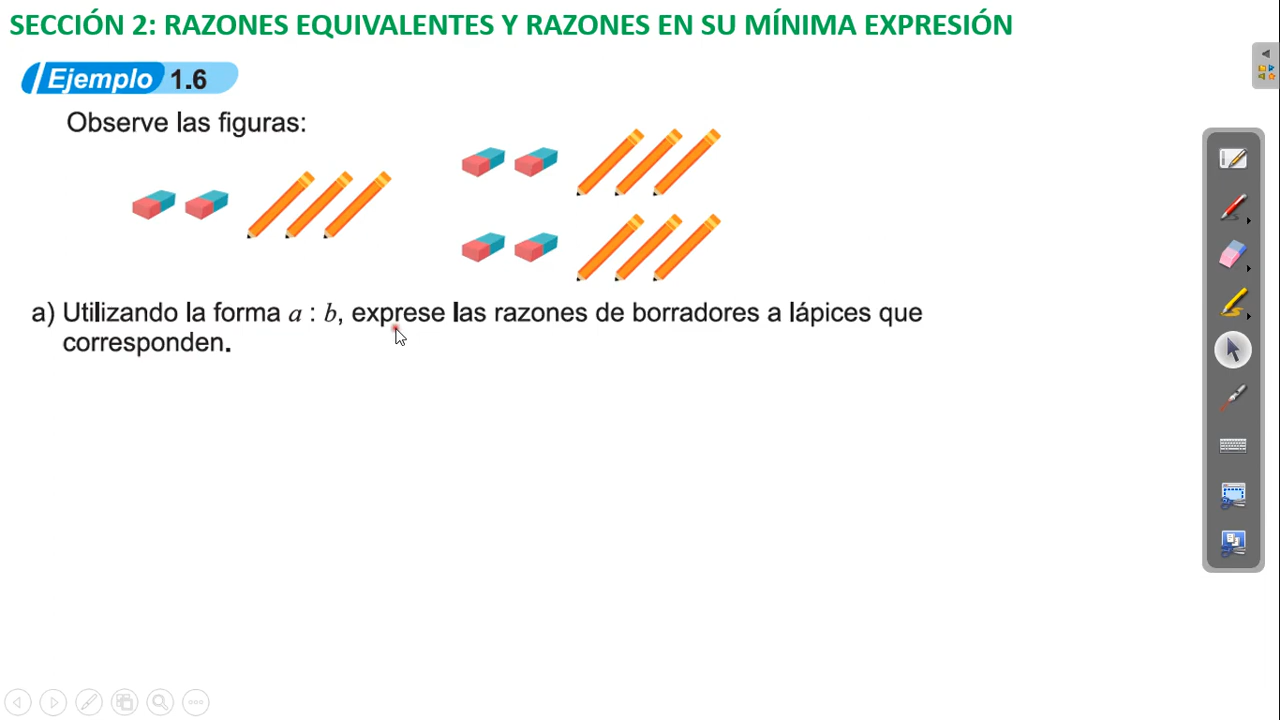 SECCIÓN 2: RAZONES EQUIVALENTES Y RAZONES EN SU MÍNIMA EXPRESIÓN
Ejemplo 1.6
Observe las figuras:
a) Utilizando la forma a : b, exprese las razones de borradores a lápices que
corresponden.